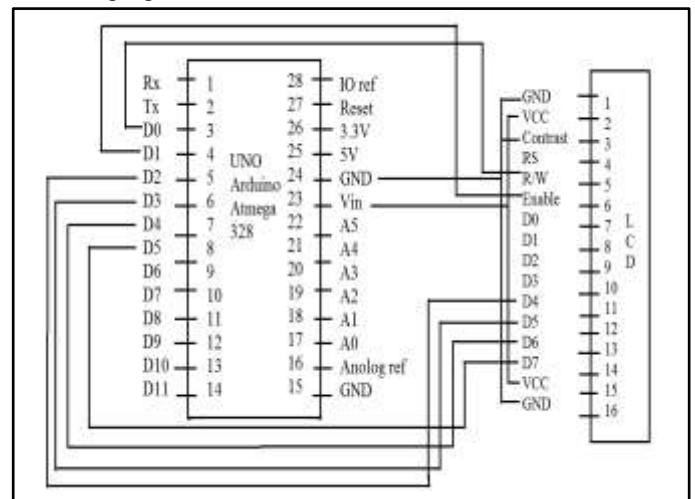 Rx 1 28 IO ref
Tx 2 27 Reset
D0 3 26 3.3V
D1 4 25 5V
D2 5 24 GND
D3 6 23 Vin
D4 7 22 A5
D5 8 21 A4
D6 9 20 A3
D7 10 19 A2
D8 11 18 A1
D9 12 17 A0
D10 13 16 Anolog ref
D11 14 15 GND
UNO
Arduino
Atmega
328
GND 1
VCC 2
Contrast 3
RS 4
R/W 5
Enable 6
D0 7
D1 8
D2 9
D3 10
D4 11
D5 12
D6 13
D7 14
VCC 15
GND 16
L
C
D